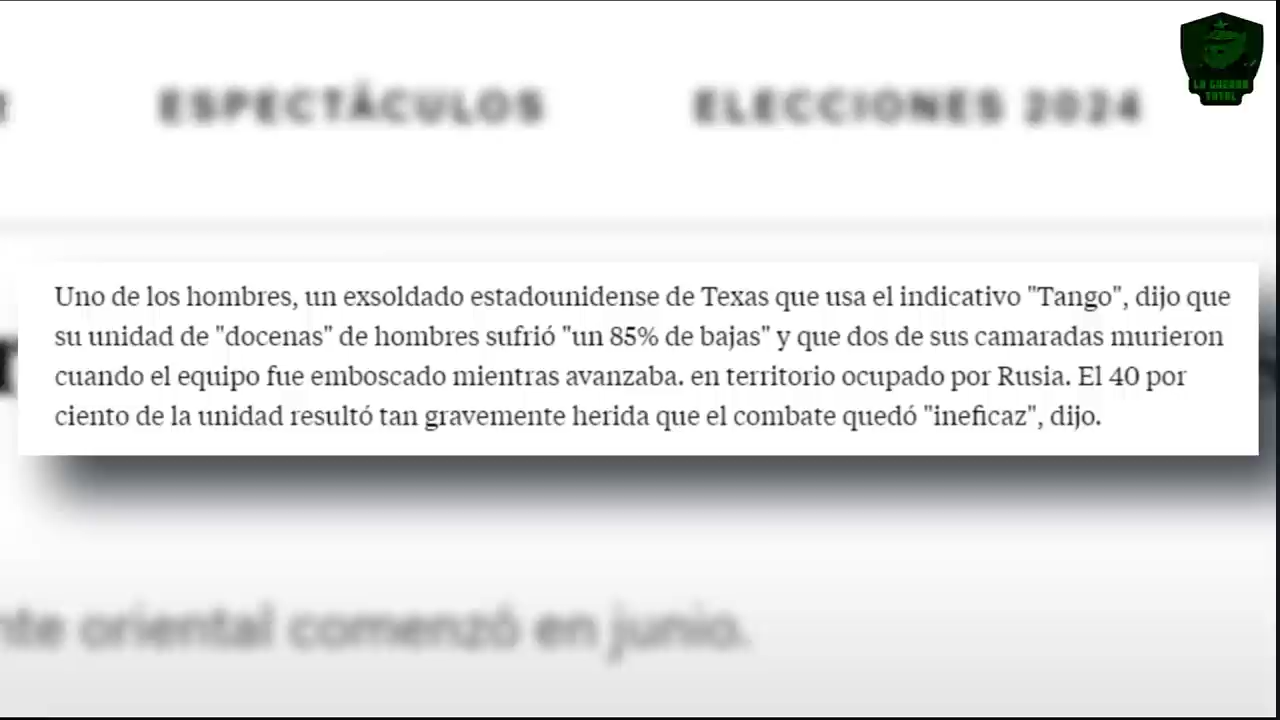 ESPECTÁCULOS ELECCIONES 2024
LA GUERRA
TOTAL
Uno de los hombres, un exsoldado estadounidense de Texas que usa el indicativo "Tango", dijo que
su unidad de "docenas" de hombres sufrió "un 85% de bajas" y que dos de sus camaradas murieron
cuando el equipo fue emboscado mientras avanzaba. en territorio ocupado por Rusia. El 40 por
ciento de la unidad resultó tan gravemente herida que el combate quedó "ineficaz", dijo.
oriental comenzó en junio.